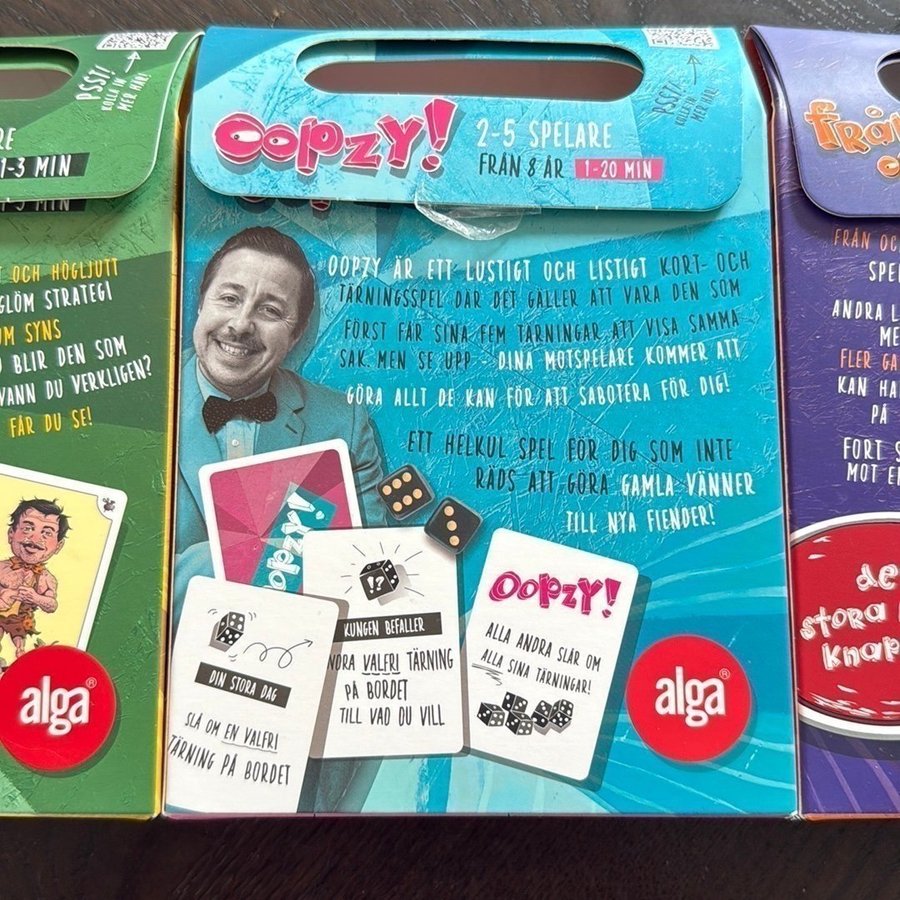 PSST!
KOLLA IN
MER HÄR!
1-3 MIN
T OCH HÖGLJUTT
GLÖM STRATEGI
UM SYNS
U BLIR DEN SOM
VANN DU VERKLIGEN?
FÅR DU SE!
alga®
OOPZY!
2-5 SPELARE
FRÅN 8 ÅR 1-20 MIN
PSST!
KOLLA IN
MER HÄR!
OOPZY ÄR ETT LUSTIGT OCH LISTIGT KORT- OCH
TÄRNINGSSPEL DÄR DET GÄLLER ATT VARA DEN SOM
FÖRST FÅR SINA FEM TÄRNINGAR ATT VISA SAMMA
SAK. MEN SE UPP - DINA MOTSPELARE KOMMER ATT
GÖRA ALLT DE KAN FÖR ATT SABOTERA FÖR DIG!
ETT HELKUL SPEL FÖR DIG SOM INTE
RÄDS ATT GÖRA GAMLA VÄNNER
TILL NYA FIENDER!
OOPZY!
DIN STORA DAG
SLÅ OM EN VALFRI
TÄRNING PÅ BORDET
!?
KUNGEN BEFALLER
ÄNDRA VALFRI TÄRNING
PÅ BORDET
TILL VAD DU VILL
OOPZY!
ALLA ANDRA SLÅR OM
ALLA SINA TÄRNINGAR!
alga®
FRÅ
FRÅN OC
SPEL
ANDRA L
ME
FLER GA
KAN HA
PÅ
FORT S
MOT E
de
stora
knap